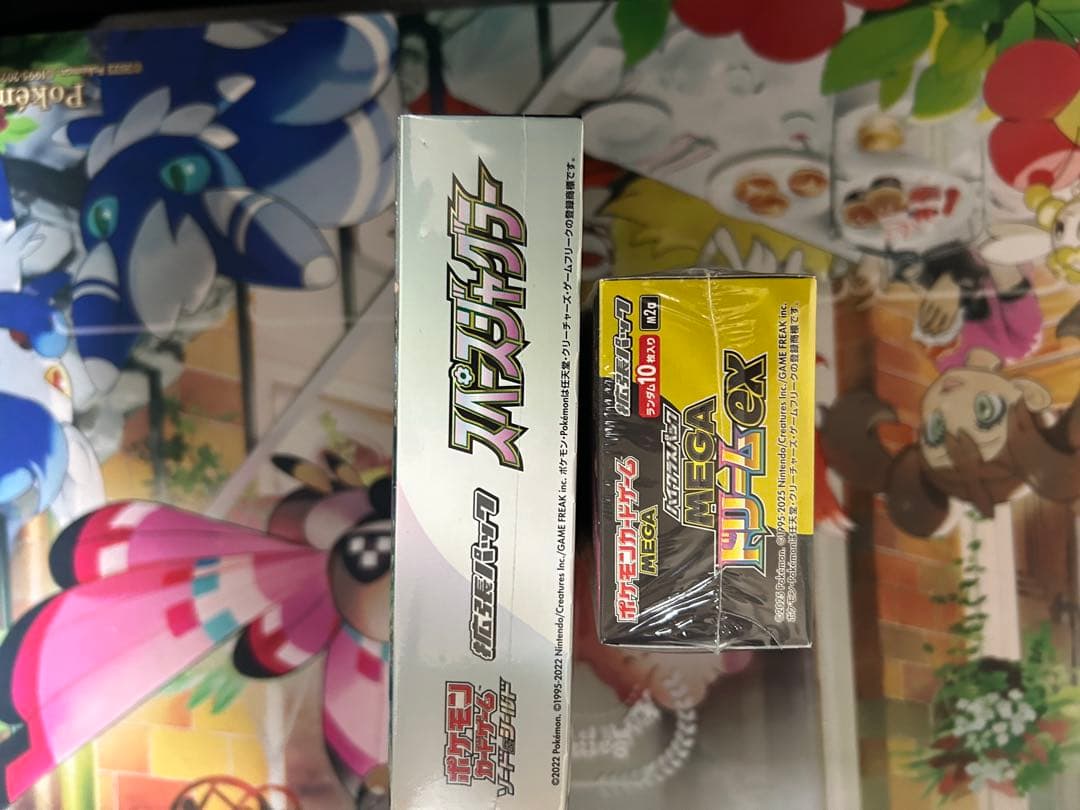 ポケモン
カードゲーム
ソード&シールド
拡張パック
スペースジャグラー
©2022 Pokémon. ©1995-2022 Nintendo/Creatures Inc./GAME FREAK inc. ポケモン・Pokémonは任天堂・クリーチャーズ・ゲームフリークの登録商標です。
ポケモンカードゲーム
MEGA
拡張パック
M2a
ランダム10枚入り
ハイクラスパック
MEGA
ドリームex
©2025 Pokémon. ©1995-2025 Nintendo/Creatures Inc./GAME FREAK inc.
ポケモン・Pokémonは任天堂・クリーチャーズ・ゲームフリークの登録商標です。
Pokém